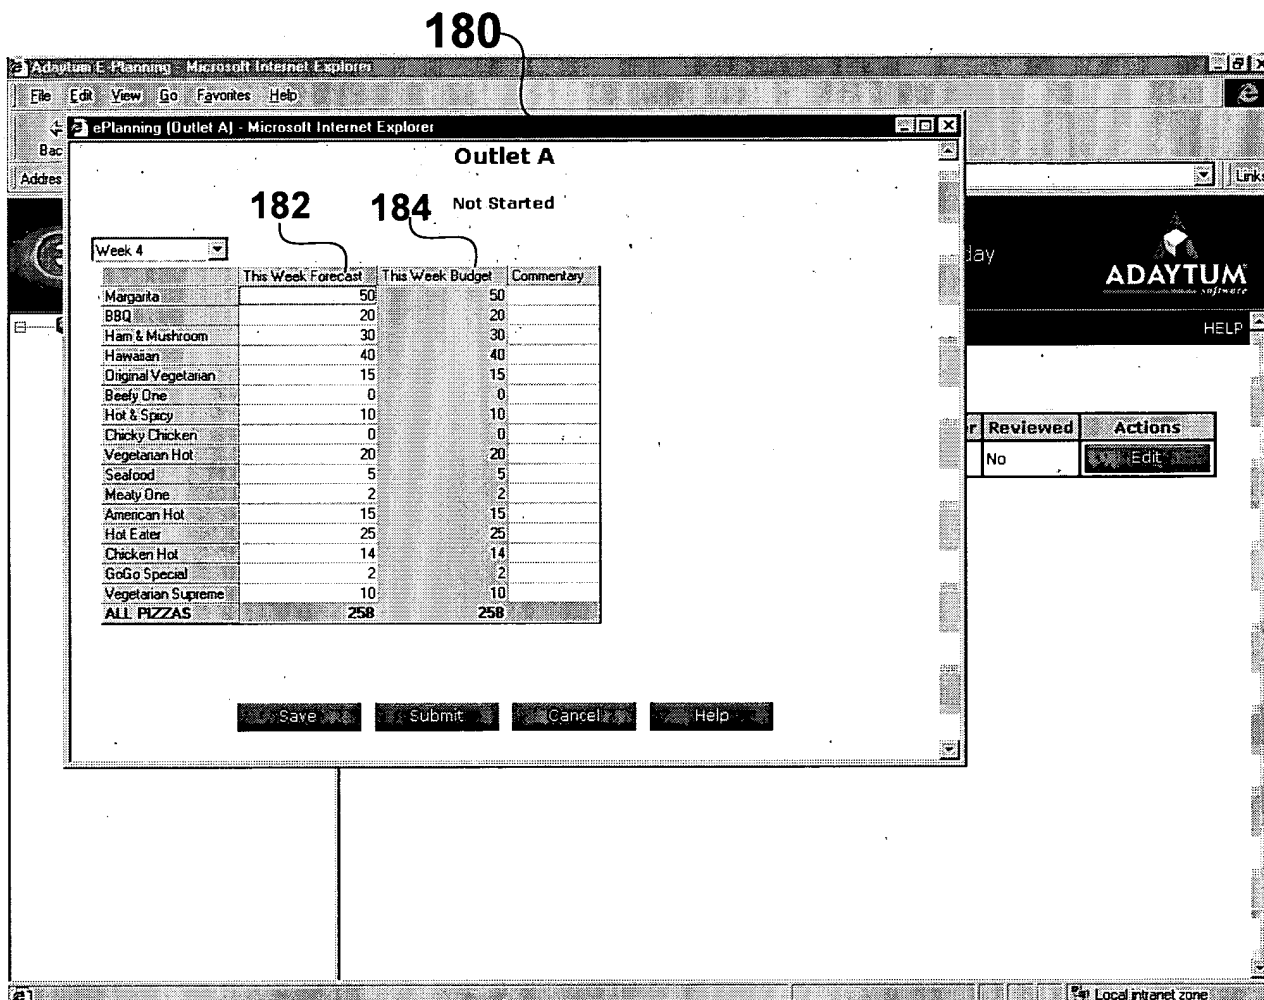 180
Adaytum E-Planning - Microsoft Internet Explorer
File Edit View Go Favorites Help
ePlanning (Outlet A) - Microsoft Internet Explorer
Bac
Addres
Links
Outlet A
182 184 Not Started
Week 4
day
ADAYTUM
software
HELP
This Week Forecast This Week Budget Commentary
Margarita 50 50
BBQ 20 20
Ham & Mushroom 30 30
Hawaiian 40 40
Original Vegetarian 15 15
Beefy One 0 0
Hot & Spicy 10 10
Chicky Chicken 0 0
Vegetarian Hot 20 20
Seafood 5 5
Meaty One 2 2
American Hot 15 15
Hot Eater 25 25
Chicken Hot 14 14
GoGo Special 2 2
Vegetarian Supreme 10 10
ALL PIZZAS 258 258
r Reviewed Actions
No Edit
Save Submit Cancel Help
Local intranet zone